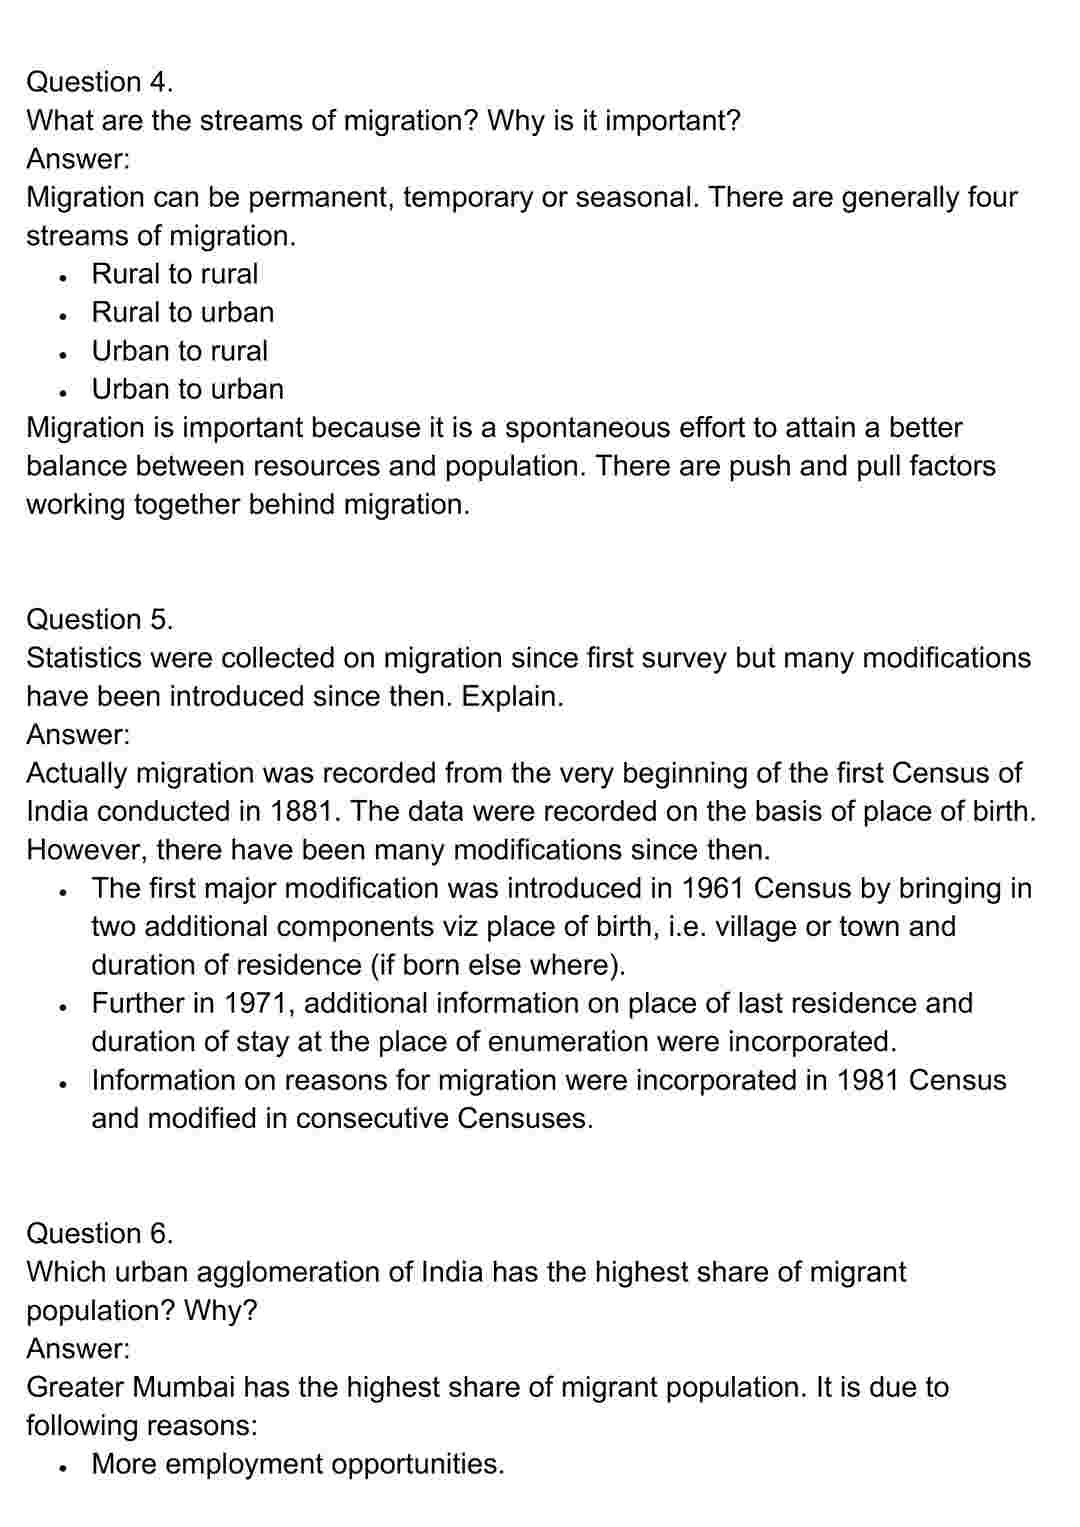 Question 4.
What are the streams of migration? Why is it important?
Answer:
Migration can be permanent, temporary or seasonal. There are generally four
streams of migration.
• Rural to rural
• Rural to urban
• Urban to rural
• Urban to urban
Migration is important because it is a spontaneous effort to attain a better
balance between resources and population. There are push and pull factors
working together behind migration.
Question 5.
Statistics were collected on migration since first survey but many modifications
have been introduced since then. Explain.
Answer:
Actually migration was recorded from the very beginning of the first Census of
India conducted in 1881. The data were recorded on the basis of place of birth.
However, there have been many modifications since then.
• The first major modification was introduced in 1961 Census by bringing in
two additional components viz place of birth, i.e. village or town and
duration of residence (if born else where).
• Further in 1971, additional information on place of last residence and
duration of stay at the place of enumeration were incorporated.
• Information on reasons for migration were incorporated in 1981 Census
and modified in consecutive Censuses.
Question 6.
Which urban agglomeration of India has the highest share of migrant
population? Why?
Answer:
Greater Mumbai has the highest share of migrant population. It is due to
following reasons:
• More employment opportunities.